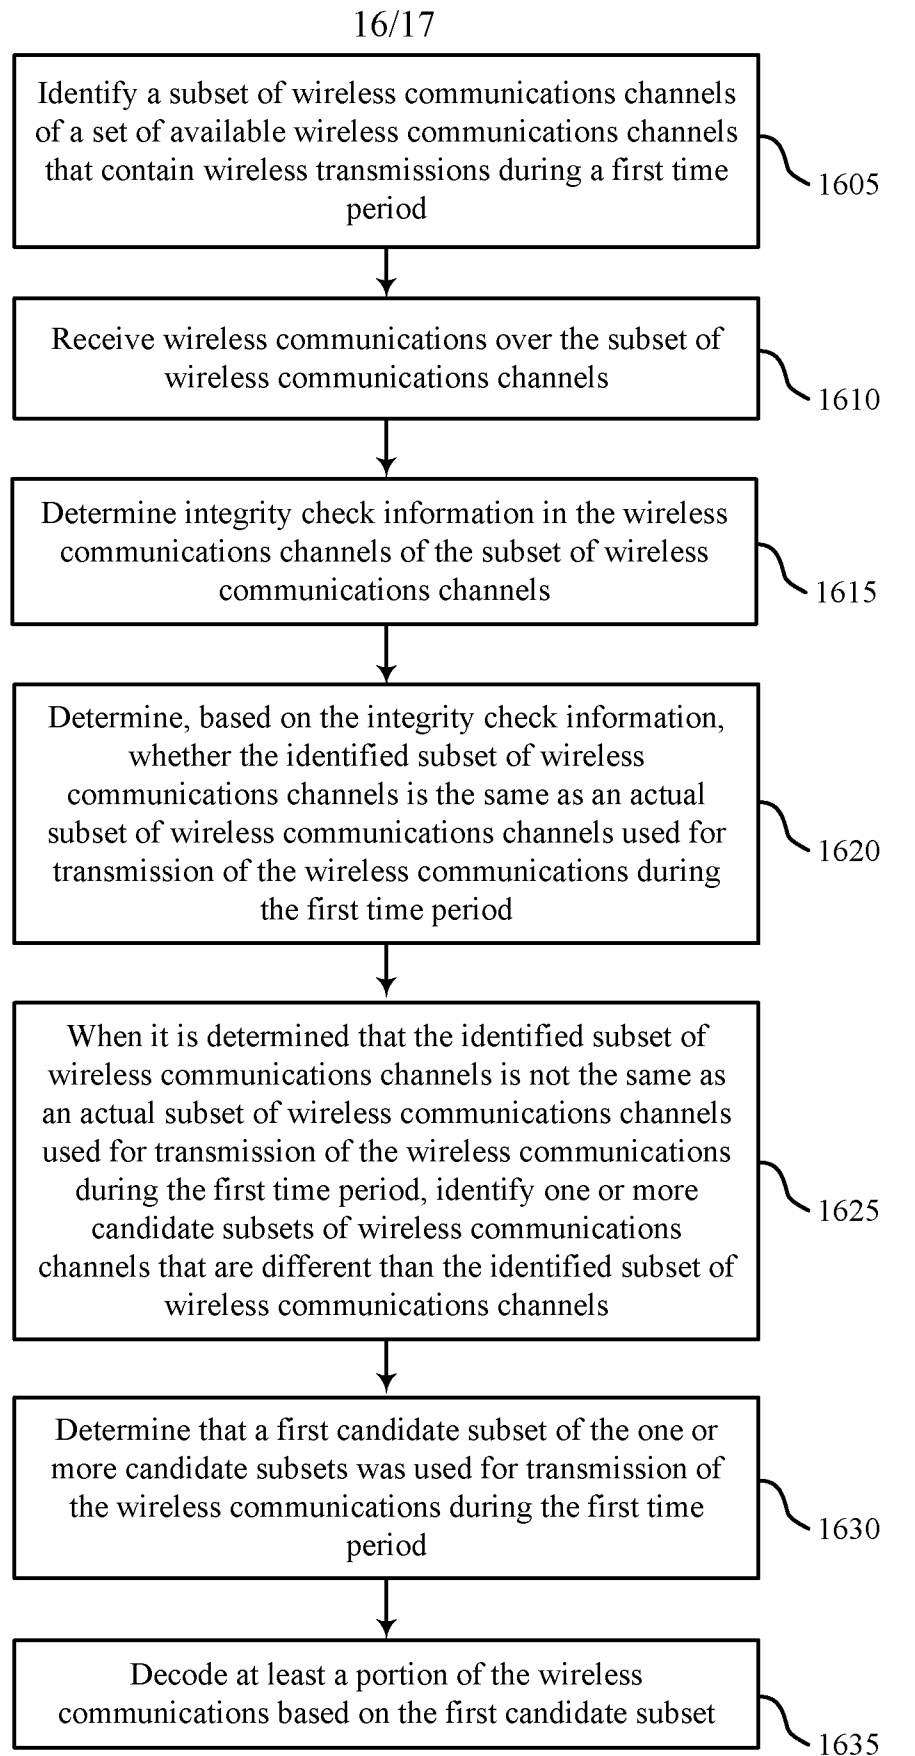 16/17
Identify a subset of wireless communications channels
of a set of available wireless communications channels
that contain wireless transmissions during a first time
period
1605
Receive wireless communications over the subset of
wireless communications channels
1610
Determine integrity check information in the wireless
communications channels of the subset of wireless
communications channels
1615
Determine, based on the integrity check information,
whether the identified subset of wireless
communications channels is the same as an actual
subset of wireless communications channels used for
transmission of the wireless communications during
the first time period
1620
When it is determined that the identified subset of
wireless communications channels is not the same as
an actual subset of wireless communications channels
used for transmission of the wireless communications
during the first time period, identify one or more
candidate subsets of wireless communications
channels that are different than the identified subset of
wireless communications channels
1625
Determine that a first candidate subset of the one or
more candidate subsets was used for transmission of
the wireless communications during the first time
period
1630
Decode at least a portion of the wireless
communications based on the first candidate subset
1635